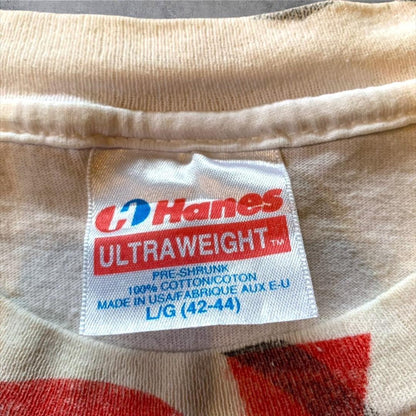 Hanes
ULTRAWEIGHT™
PRE-SHRUNK
100% COTTON/COTON
MADE IN USA/FABRIQUE AUX E-U
L/G (42-44)